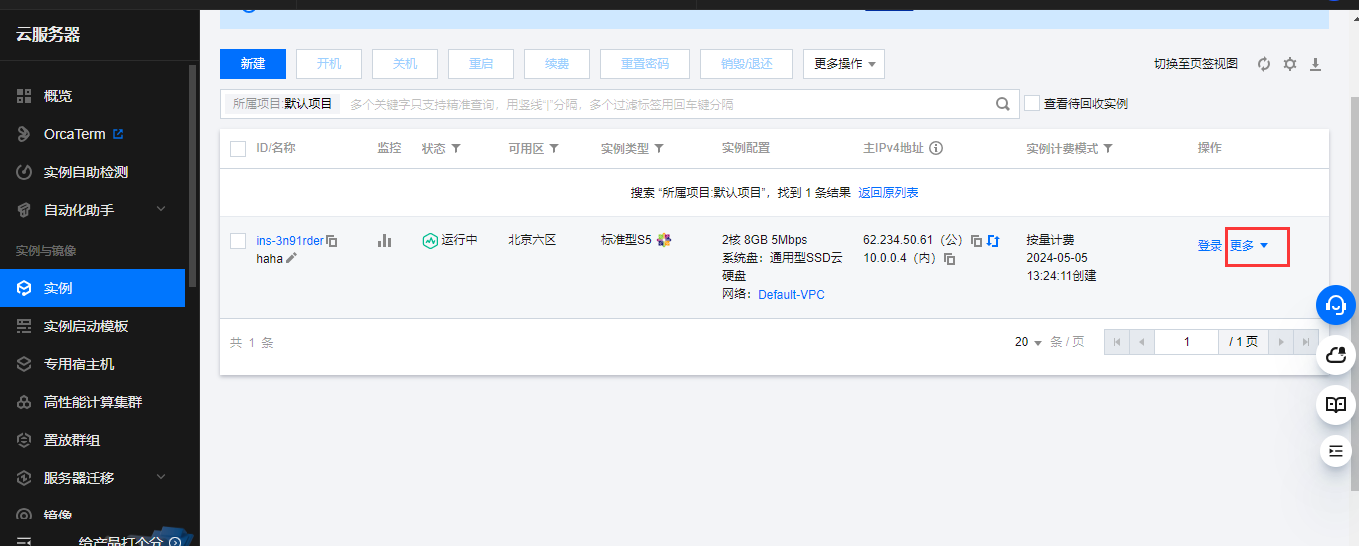 云服务器
概览
OrcaTerm
实例自助检测
自动化助手
实例与镜像
实例
实例启动模板
专用宿主机
高性能计算集群
置放群组
服务器迁移
镜像
给产品打个分
新建 开机 关机 重启 续费 重置密码 销毁/退还 更多操作 切换至页签视图
所属项目:默认项目 多个关键字只支持精准查询，用竖线“|”分隔，多个过滤标签用回车键分隔 查看待回收实例
ID/名称 监控 状态 可用区 实例类型 实例配置 主IPv4地址 实例计费模式 操作
搜索 “所属项目:默认项目”，找到 1 条结果 返回原列表
ins-3n91rder
haha
运行中
北京六区
标准型S5
2核 8GB 5Mbps
系统盘：通用型SSD云
硬盘
网络：Default-VPC
62.234.50.61（公）
10.0.0.4（内）
按量计费
2024-05-05
13:24:11创建
登录 更多
共 1 条 20 条 / 页 1 / 1 页